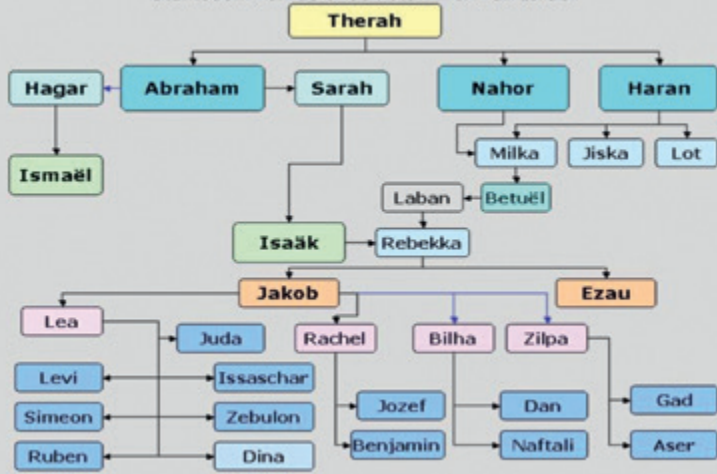 Therah
Hagar Abraham Sarah Nahor Haran
Milka Jiska Lot
Ismaël
Laban Betuël
Isaäk Rebekka
Jakob Ezau
Lea Juda Rachel Bilha Zilpa
Levi Issaschar
Jozef Dan Gad
Simeon Zebulon
Ruben Dina Benjamin Naftali Aser